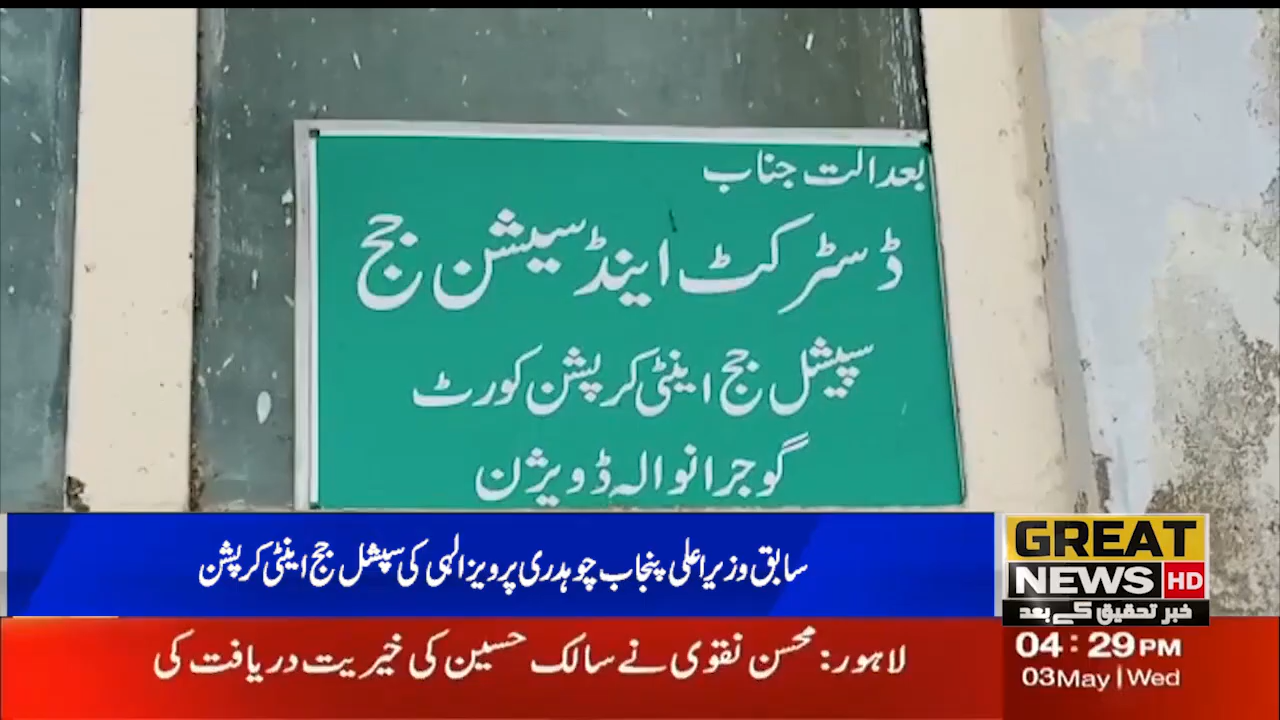 بعدالت جناب
ڈسٹرکٹ اینڈ سیشن جج
سپیشل جج اینٹی کرپشن کورٹ
گوجرانوالہ ڈویژن
سابق وزیراعلی پنجاب چوہدری پرویز الہی کی سپشل جج اینٹی کرپشن
لاہور: محسن نقوی نے سالک حسین کی خیریت دریافت کی
GREAT
NEWS HD
خبر تحقیق کے بعد
04 : 29 PM
03May | Wed